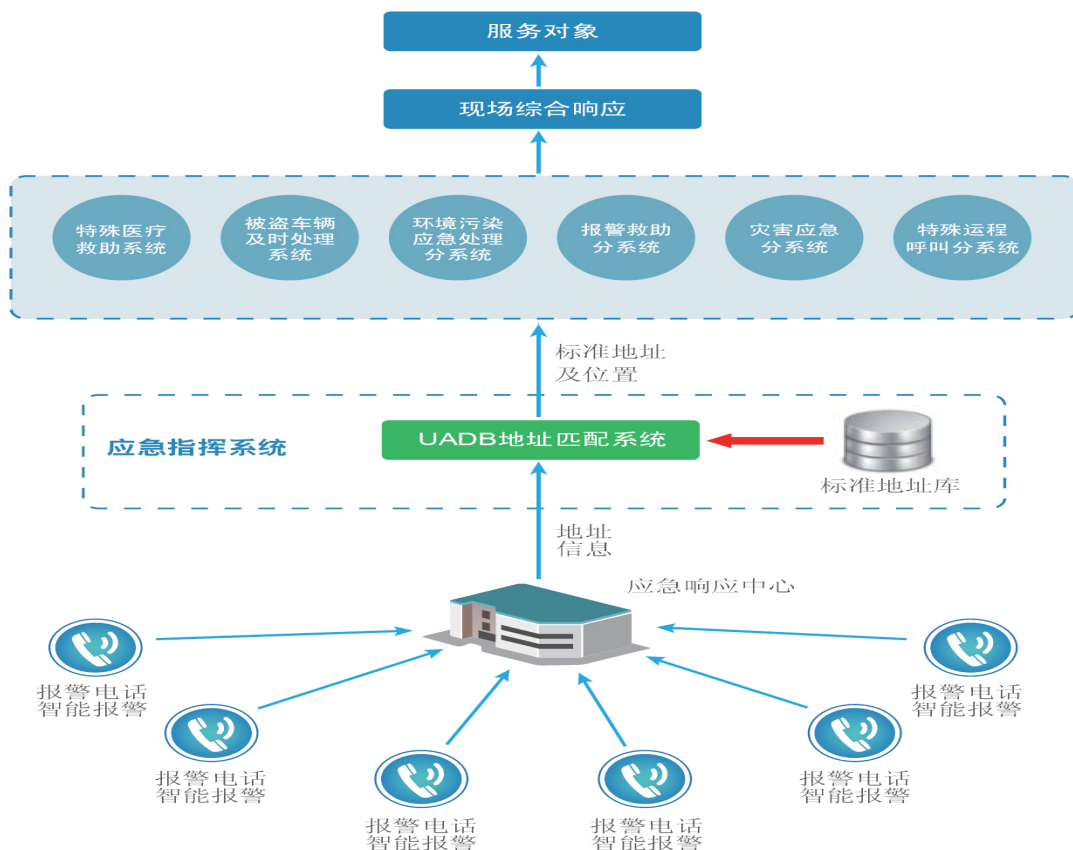 服务对象
现场综合响应
特殊医疗
救助系统
被盗车辆
及时处理
系统
环境污染
应急处理
分系统
报警救助
分系统
灾害应急
分系统
特殊运程
呼叫分系统
标准地址
及位置
应急指挥系统
UADB地址匹配系统
标准地址库
地址
信息
应急响应中心
报警电话
智能报警
报警电话
智能报警
报警电话
智能报警
报警电话
智能报警
报警电话
智能报警
报警电话
智能报警